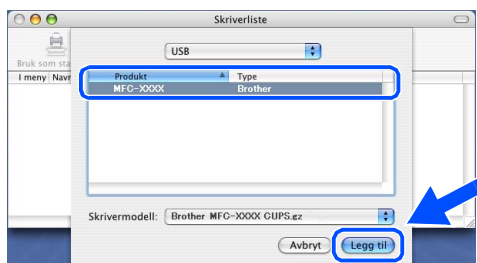 Skriverliste
USB
Bruk som sta
I meny Navr
Produkt Type
MFC-XXXX Brother
Skrivermodell: Brother MFC-XXXX CUPS.gz
Avbryt Legg til